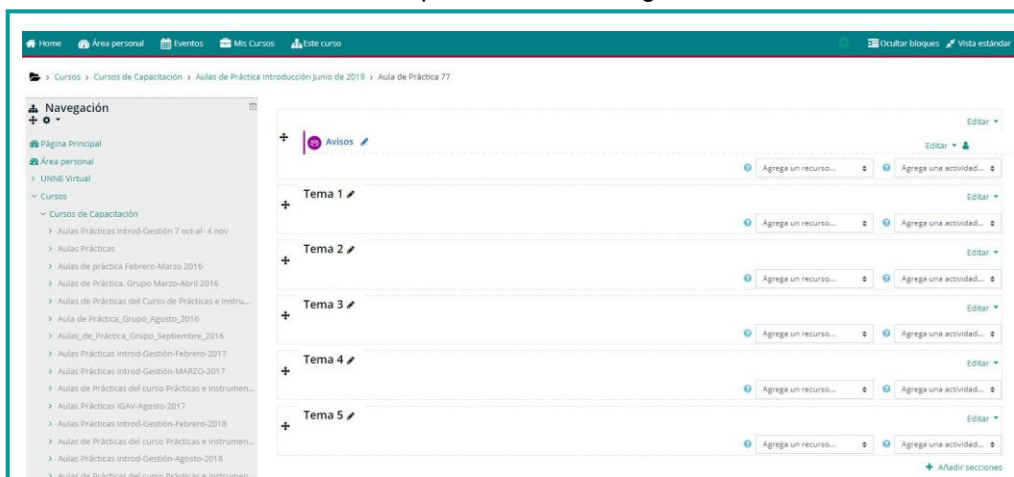 Home Área personal Eventos Mis Cursos Este curso Ocultar bloques Vista estándar
> Cursos > Cursos de Capacitación > Aulas de Práctica Introducción Junio de 2019 > Aula de Práctica 77
Navegación
Página Principal
Área personal
> UNNE Virtual
Cursos
Cursos de Capacitación
> Aulas Prácticas Introd-Gestión 7 oct-al- 4 nov
> Aulas Prácticas
> Aulas de práctica Febrero-Marzo 2016
> Aulas de Práctica. Grupo Marzo-Abril 2016
> Aulas de Prácticas del Curso de Prácticas e instru...
> Aula de Práctica_Grupo_Agosto_2016
> Aulas_de_Práctica_Grupo_Septiembre_2016
> Aulas Prácticas Introd-Gestión-Febrero-2017
> Aulas Prácticas Introd-Gestión-MARZO-2017
> Aulas de Prácticas del curso Prácticas e instrumen...
> Aulas Prácticas IGAV-Agosto-2017
> Aulas Prácticas Introd-Gestión-Febrero-2018
> Aulas de Prácticas del curso Prácticas e instrumen...
> Aulas Prácticas Introd-Gestión-Agosto-2018
> Aulas de Prácticas del curso Prácticas e instrumen...
Editar
Avisos
Editar
Agrega un recurso... Agrega una actividad...
Tema 1
Editar
Agrega un recurso... Agrega una actividad...
Tema 2
Editar
Agrega un recurso... Agrega una actividad...
Tema 3
Editar
Agrega un recurso... Agrega una actividad...
Tema 4
Editar
Agrega un recurso... Agrega una actividad...
Tema 5
Editar
Agrega un recurso... Agrega una actividad...
Añadir secciones